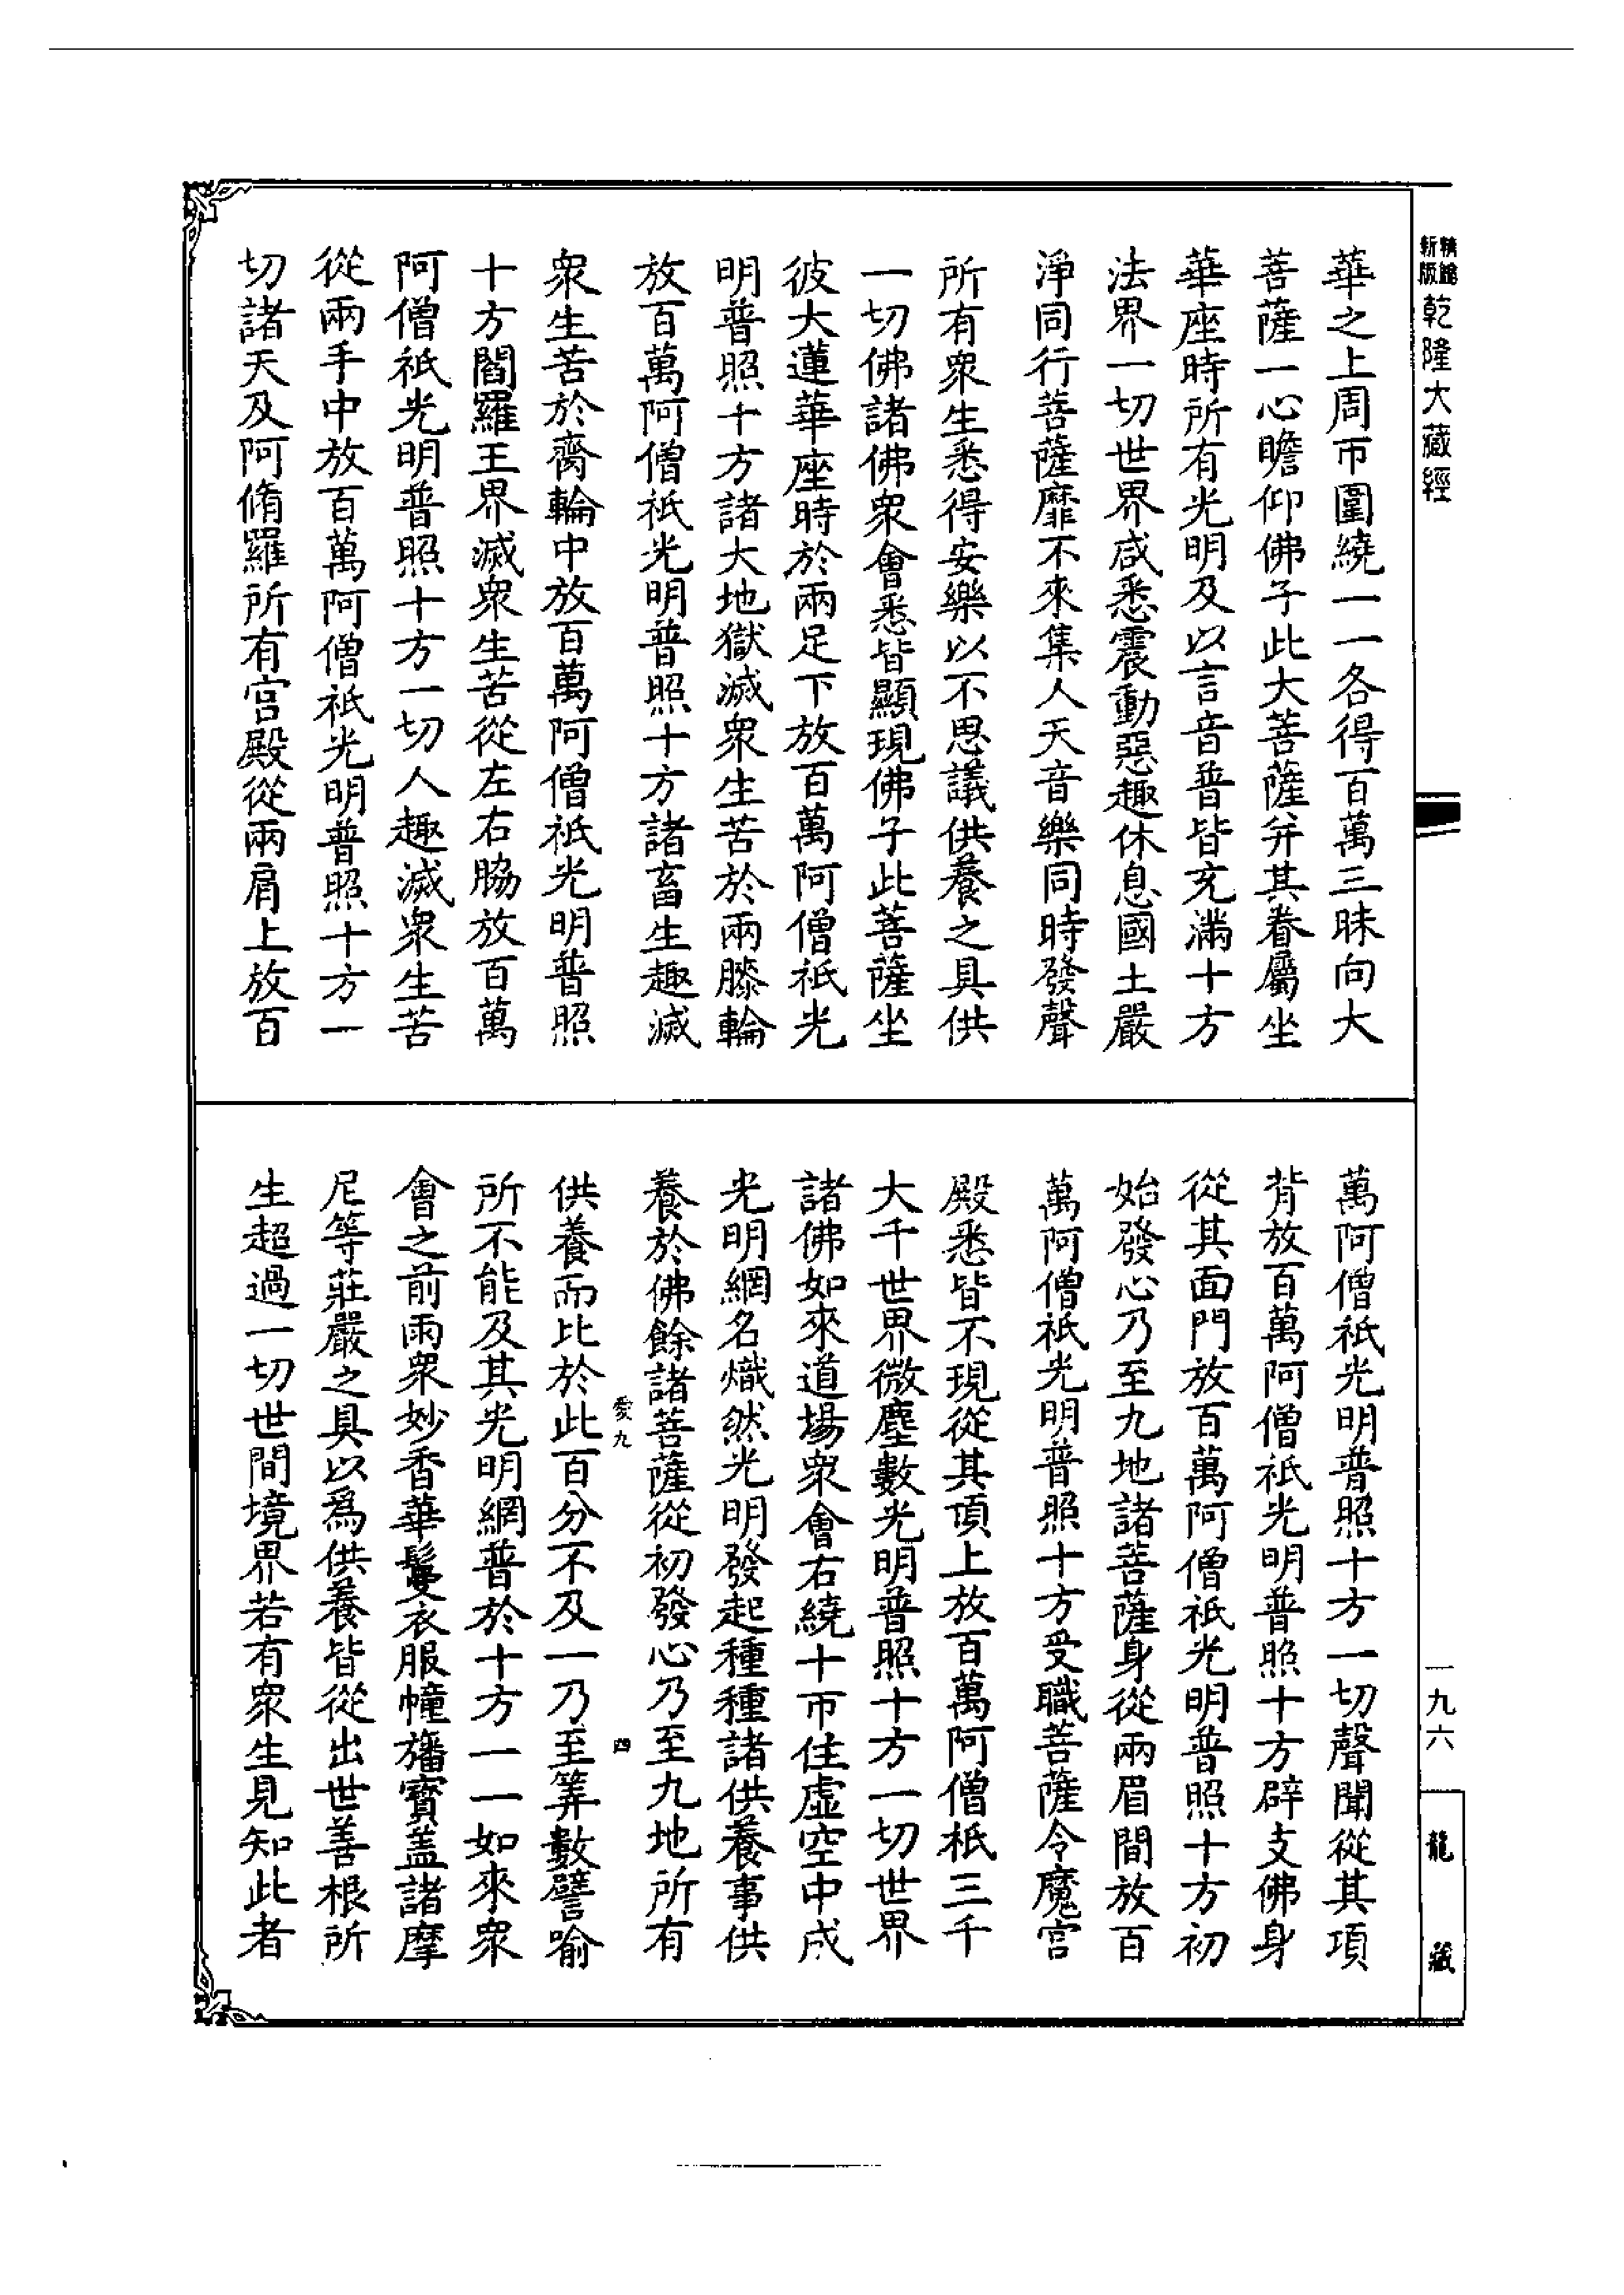 新版
精縮
乾隆大藏經
華之上周帀圍繞一一各得百萬三昧向大
菩薩一心瞻仰佛子此大菩薩并其眷屬坐
華座時所有光明及以言音普皆充滿十方
法界一切世界咸悉震動惡趣休息國土嚴
淨同行菩薩靡不來集人天音樂同時發聲
所有衆生悉得安樂以不思議供養之具供
一切佛諸佛衆會悉皆顯現佛子此菩薩坐
彼大蓮華座時於兩足下放百萬阿僧祇光
明普照十方諸大地獄滅衆生苦於兩膝輪
放百萬阿僧祇光明普照十方諸畜生趣滅
衆生苦於齎輪中放百萬阿僧祇光明普照
十方閻羅王界滅衆生苦從左右脇放百萬
阿僧祇光明普照十方一切人趣滅衆生苦
從兩手中放百萬阿僧祇光明普照十方一
切諸天及阿脩羅所有宮殿從兩肩上放百
萬阿僧祇光明普照十方一切聲聞從其項
背放百萬阿僧祇光明普照十方辟支佛身
從其面門放百萬阿僧祇光明普照十方初
始發心乃至九地諸菩薩身從兩眉間放百
萬阿僧祇光明普照十方受職菩薩令魔宮
殿悉皆不現從其頂上放百萬阿僧祇三千
大千世界微塵數光明普照十方一切世界
諸佛如來道場衆會右繞十帀住虛空中成
光明網名熾然光明發起種種諸供養事供
養於佛餘諸菩薩從初發心乃至九地所有
愛九
四
供養而比於此百分不及一乃至筭數譬喻
所不能及其光明網普於十方一一如來衆
會之前雨衆妙香華鬘衣服幢旛寶蓋諸摩
尼等莊嚴之具以爲供養皆從出世善根所
生超過一切世間境界若有衆生見知此者
一九六
龍藏